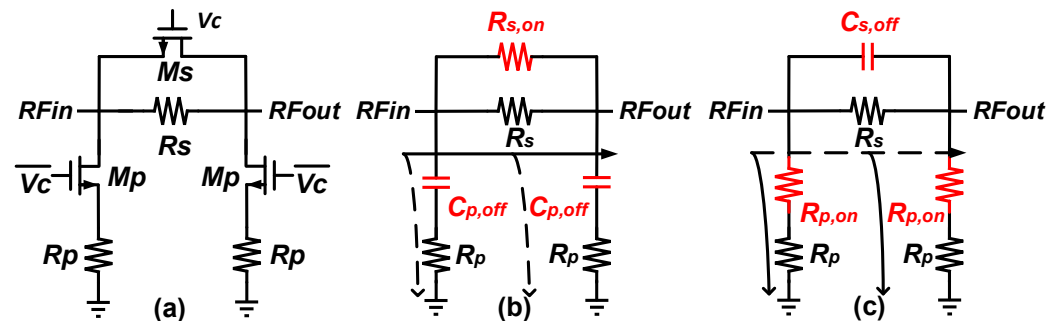 Vc
Ms
RFin
Rs
RFout
Vc
Mp
Mp
Vc
Rp
Rp
(a)
Rs,on
RFin
Rs
RFout
Cp,off
Cp,off
Rp
Rp
(b)
Cs,off
RFin
Rs
RFout
Rp,on
Rp,on
Rp
Rp
(c)